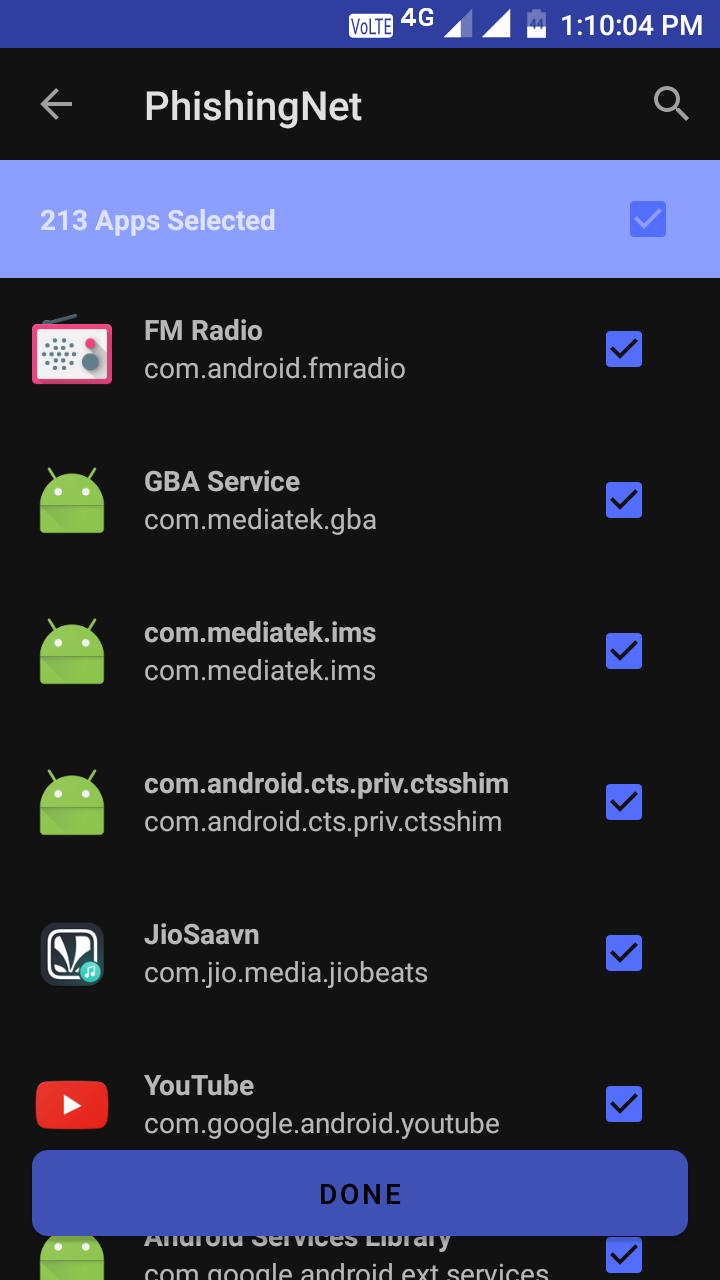 VoLTE 4G 44 1:10:04 PM
PhishingNet
213 Apps Selected
FM Radio
com.android.fmradio
GBA Service
com.mediatek.gba
com.mediatek.ims
com.mediatek.ims
com.android.cts.priv.ctsshim
com.android.cts.priv.ctsshim
JioSaavn
com.jio.media.jiobeats
YouTube
com.google.android.youtube
DONE
Android Services Library
com.google.android.ext.services